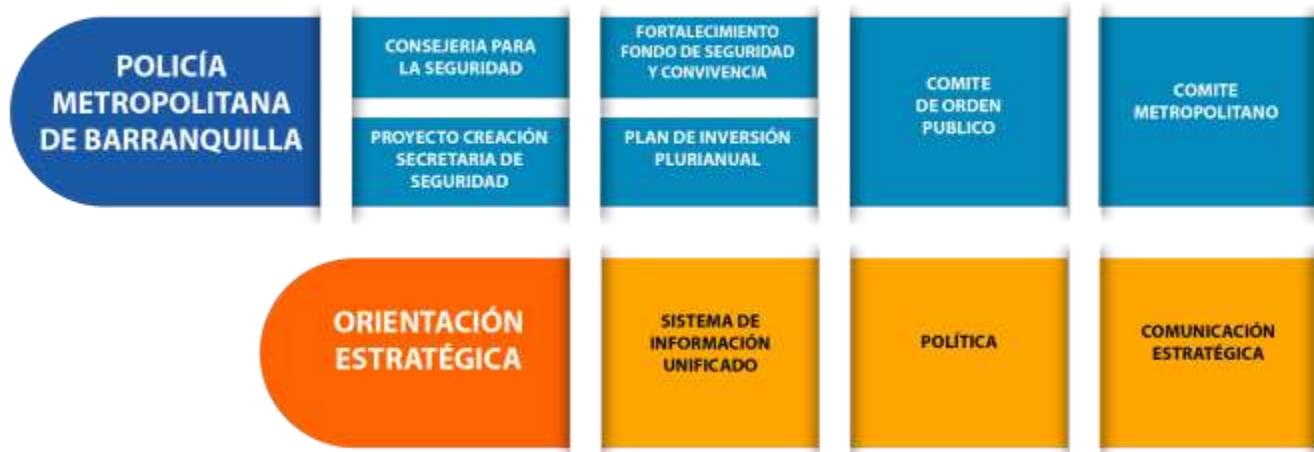 POLICÍA
METROPOLITANA
DE BARRANQUILLA
CONSEJERIA PARA
LA SEGURIDAD
PROYECTO CREACIÓN
SECRETARIA DE
SEGURIDAD
FORTALECIMIENTO
FONDO DE SEGURIDAD
Y CONVIVENCIA
PLAN DE INVERSIÓN
PLURIANUAL
COMITE
DE ORDEN
PUBLICO
COMITE
METROPOLITANO
ORIENTACIÓN
ESTRATÉGICA
SISTEMA DE
INFORMACIÓN
UNIFICADO
POLÍTICA
COMUNICACIÓN
ESTRATÉGICA